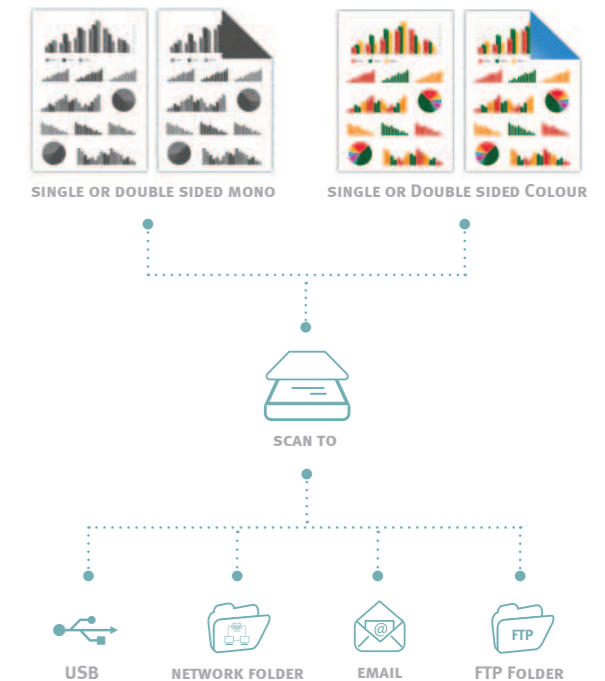 SINGLE OR DOUBLE SIDED MONO
SINGLE OR DOUBLE SIDED COLOUR
SCAN TO
@
FTP
USB
NETWORK FOLDER
EMAIL
FTP FOLDER